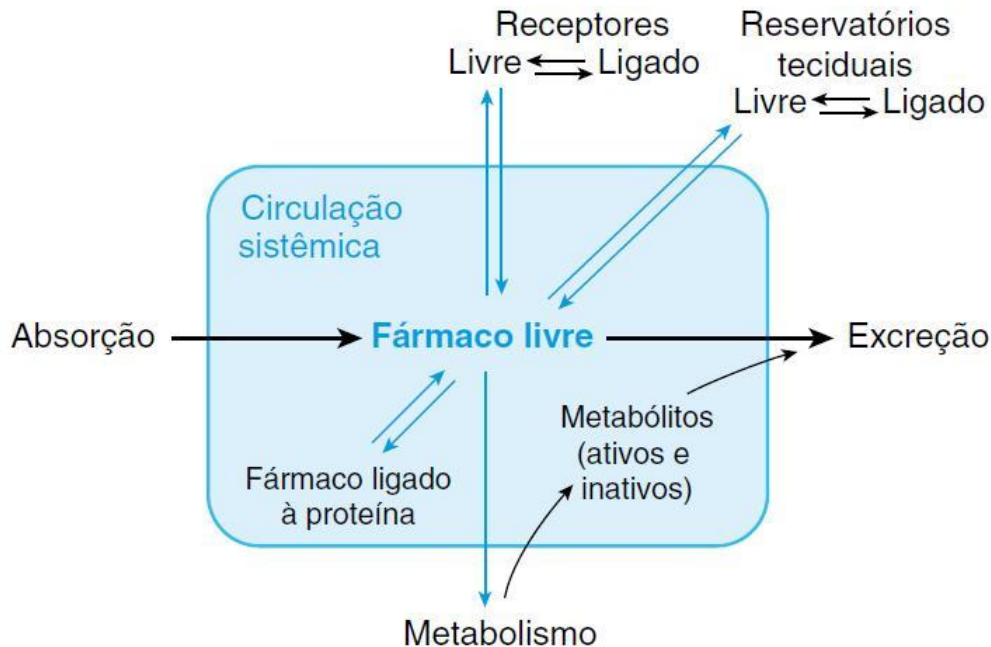 Receptores
Livre Ligado
Reservatórios
teciduais
Livre Ligado
Circulação
sistêmica
Absorção
Fármaco livre
Excreção
Fármaco ligado
à proteína
Metabólitos
(ativos e
inativos)
Metabolismo